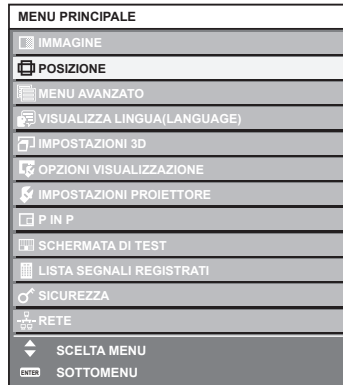 MENU PRINCIPALE
IMMAGINE
POSIZIONE
MENU AVANZATO
VISUALIZZA LINGUA(LANGUAGE)
IMPOSTAZIONI 3D
OPZIONI VISUALIZZAZIONE
IMPOSTAZIONI PROIETTORE
P IN P
SCHERMATA DI TEST
LISTA SEGNALI REGISTRATI
SICUREZZA
RETE
SCELTA MENU
ENTER SOTTOMENU